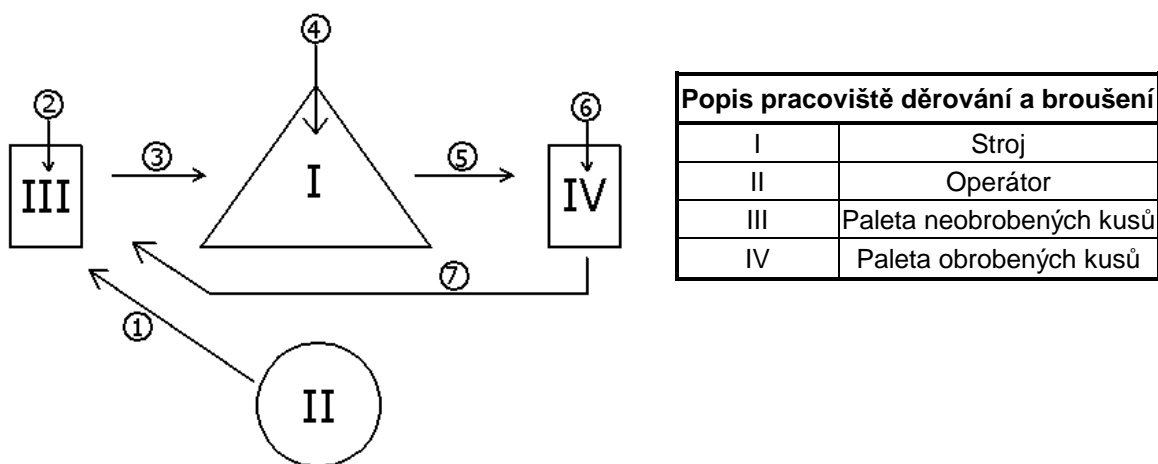 ④
②
⑥
③
⑤
III
I
IV
⑦
①
II
Popis pracoviště děrování a broušení
I Stroj
II Operátor
III Paleta neobrobených kusů
IV Paleta obrobených kusů